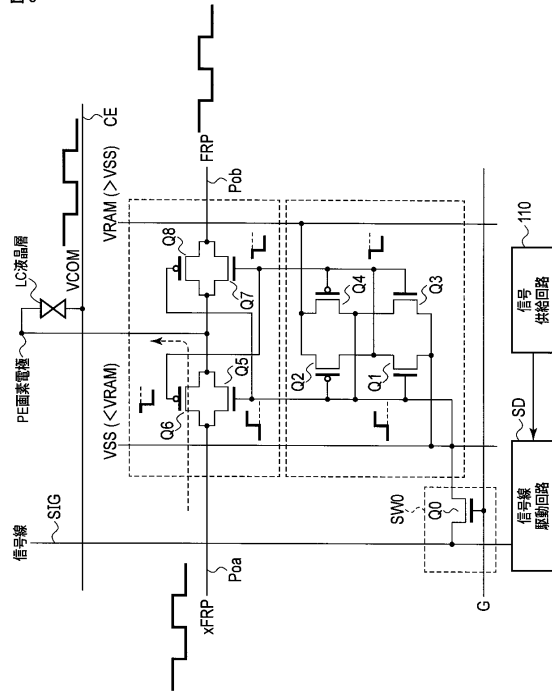 LC液晶層
PE画素電極
VCOM
CE
VSS (<VRAM)
VRAM (>VSS)
信号線
SIG
Q6
Q5
Q8
Q7
xFRP
Poa
FRP
Pob
Q2
Q4
Q1
Q3
SW0
Q0
G
SD
信号線
駆動回路
110
信号
供給回路